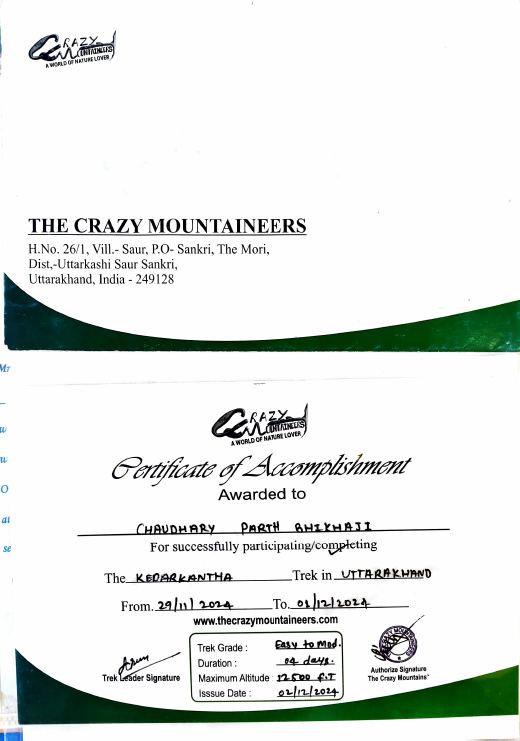 CRAZY
MOUNTAINEERS
A WORLD OF NATURE LOVER
THE CRAZY MOUNTAINEERS
H.No. 26/1, Vill.- Saur, P.O- Sankri, The Mori,
Dist,-Uttarkashi Saur Sankri,
Uttarakhand, India - 249128
CRAZY
MOUNTAINEERS
A WORLD OF NATURE LOVER
Certificate of Accomplishment
Awarded to
CHAUDHARY PARTH BHIKHAJI
For successfully participating/completing
The KEDARKANTHA Trek in UTTARAKHAND
From. 29/11/2024 To. 01/12/2024
www.thecrazymountaineers.com
Trek Grade : Easy to Mod.
Duration : 04 days.
Maximum Altitude : 12500 F.T
Isssue Date : 02/12/2024
Trek Leader Signature
Authorize Signature
The Crazy Mountains"